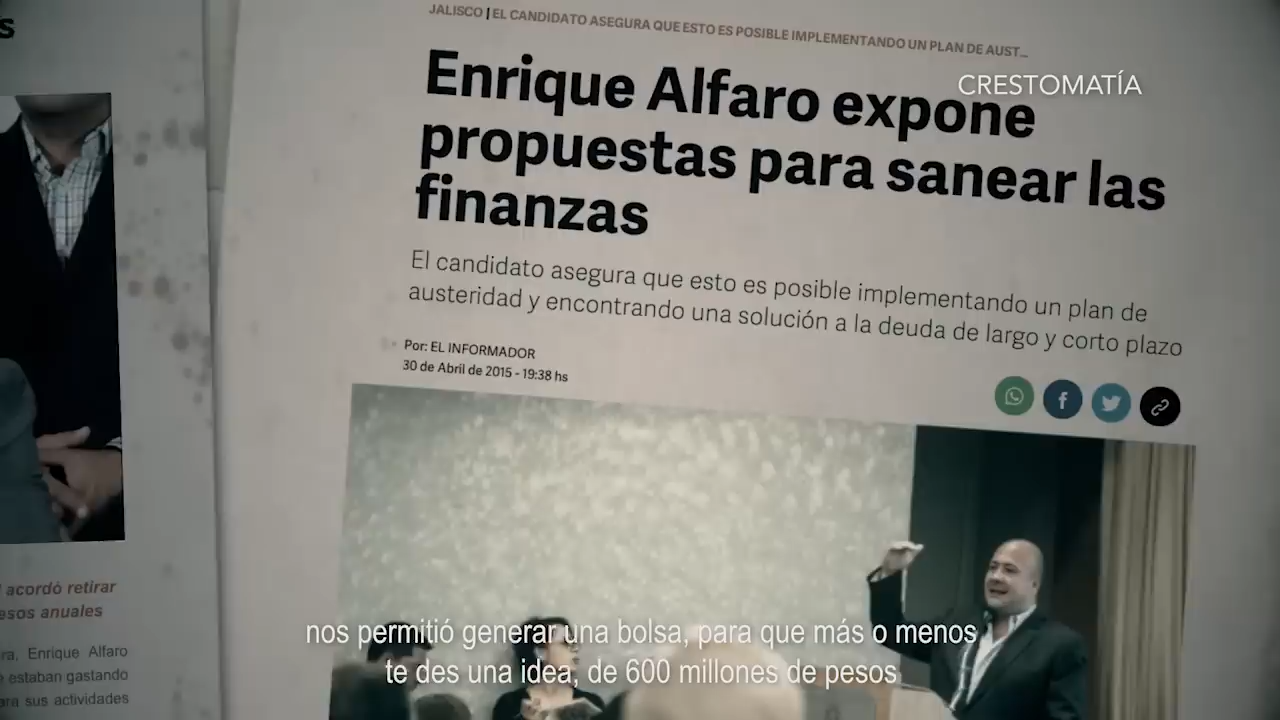 s
JALISCO | EL CANDIDATO ASEGURA QUE ESTO ES POSIBLE IMPLEMENTANDO UN PLAN DE AUST...
Enrique Alfaro expone
propuestas para sanear las
finanzas
CRESTOMATÍA
El candidato asegura que esto es posible implementando un plan de
austeridad y encontrando una solución a la deuda de largo y corto plazo
Por: EL INFORMADOR
30 de Abril de 2015 - 19:38 hs
acordó retirar
esos anuales
ra, Enrique Alfaro
estaban gastando
ara sus actividades
nos permitió generar una bolsa, para que más o menos
te des una idea, de 600 millones de pesos